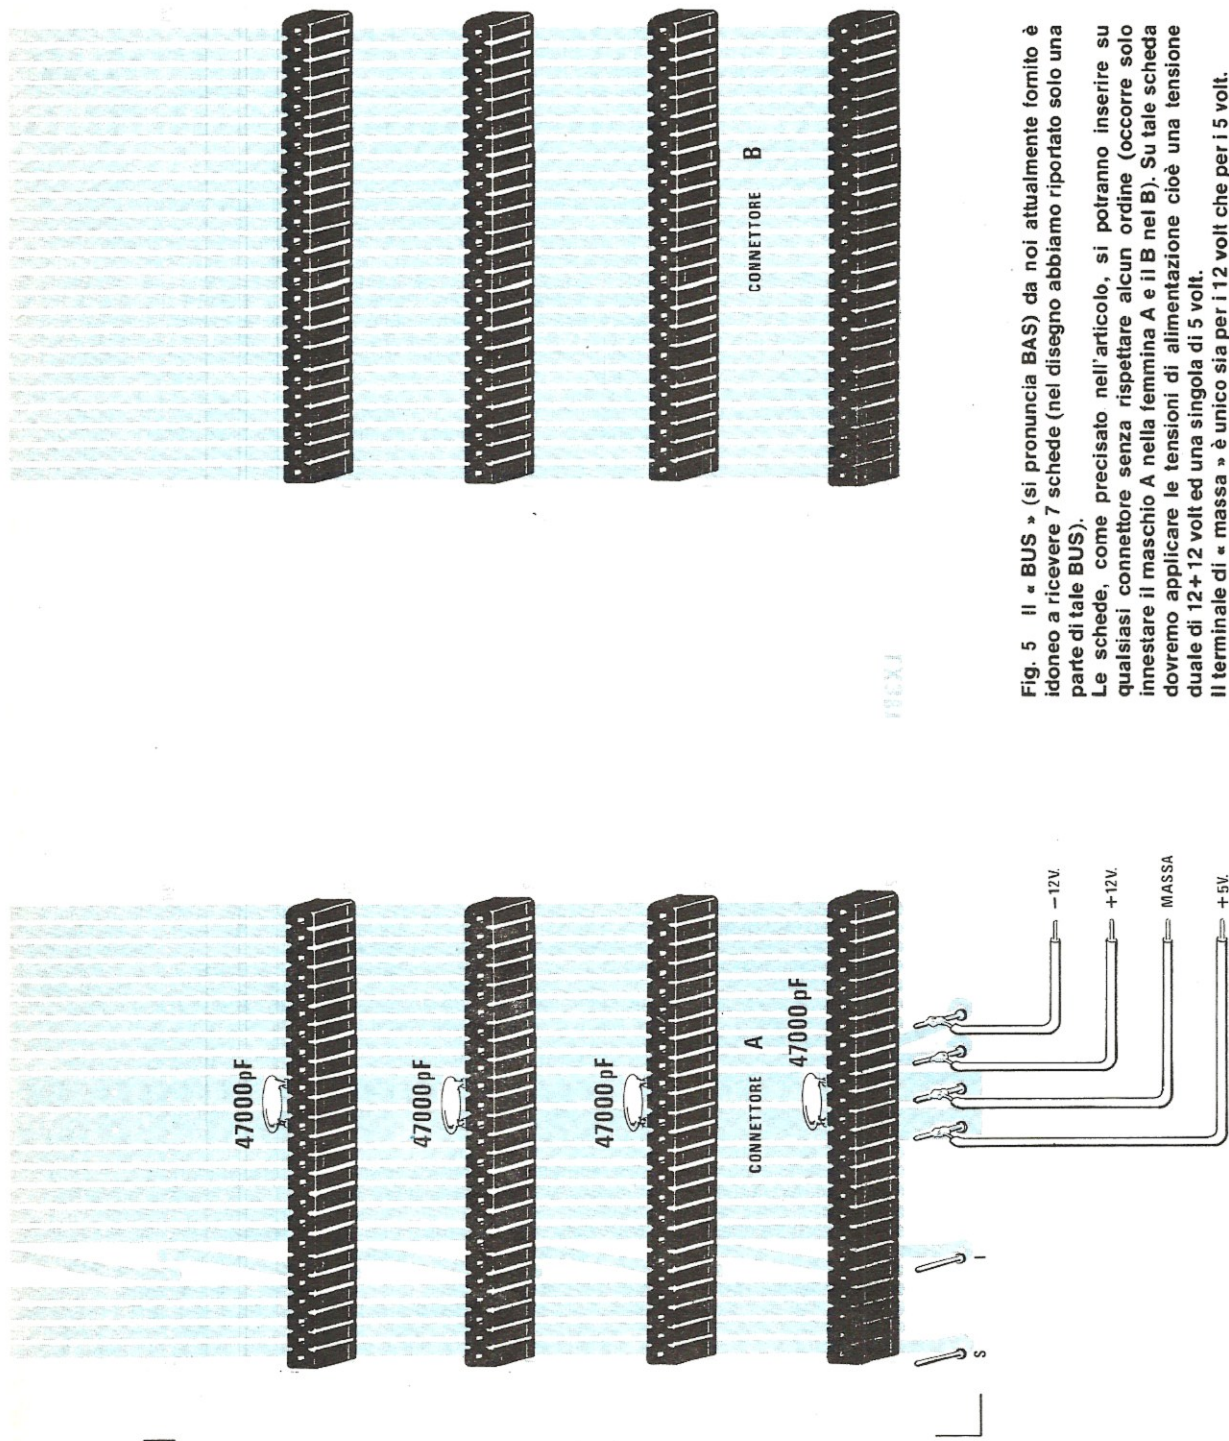 47000pF
47000pF
47000pF
47000pF
CONNETTORE A
CONNETTORE B
S
I
-12V.
+12V.
MASSA
+5V.
Fig. 5 Il « BUS » (si pronuncia BAS) da noi attualmente fornito è
idoneo a ricevere 7 schede (nel disegno abbiamo riportato solo una
parte di tale BUS).
Le schede, come precisato nell'articolo, si potranno inserire su
qualsiasi connettore senza rispettare alcun ordine (occorre solo
innestare il maschio A nella femmina A e il B nel B). Su tale scheda
dovremo applicare le tensioni di alimentazione cioè una tensione
duale di 12+12 volt ed una singola di 5 volt.
Il terminale di « massa » è unico sia per i 12 volt che per i 5 volt.